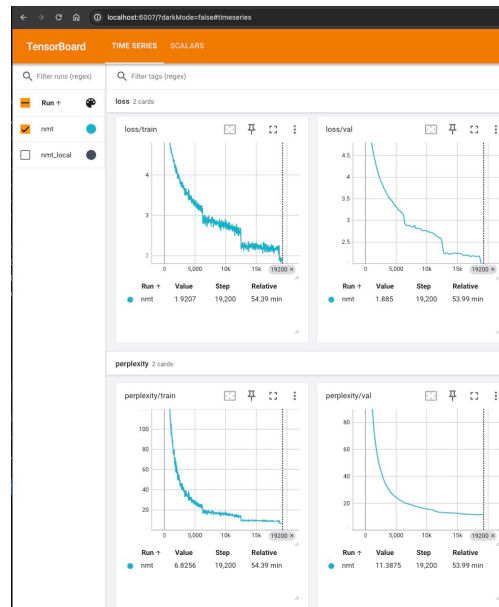 localhost:6007/?darkMode=false#timeseries
TensorBoard
TIME SERIES
SCALARS
Filter runs (regex)
Filter tags (regex)
Run ↑
nmt
nmt_local
loss 2 cards
loss/train
4
3
2
0
5,000
10k
15k
19200 ×
Run ↑ Value Step Relative
nmt 1.9207 19,200 54.39 min
loss/val
4.5
4
3.5
3
2.5
0
5,000
10k
15k
19200 ×
Run ↑ Value Step Relative
nmt 1.885 19,200 53.99 min
perplexity 2 cards
perplexity/train
100
80
60
40
20
0
5,000
10k
15k
19200 ×
Run ↑ Value Step Relative
nmt 6.8256 19,200 54.39 min
perplexity/val
80
60
40
20
0
5,000
10k
15k
19200 ×
Run ↑ Value Step Relative
nmt 11.3875 19,200 53.99 min